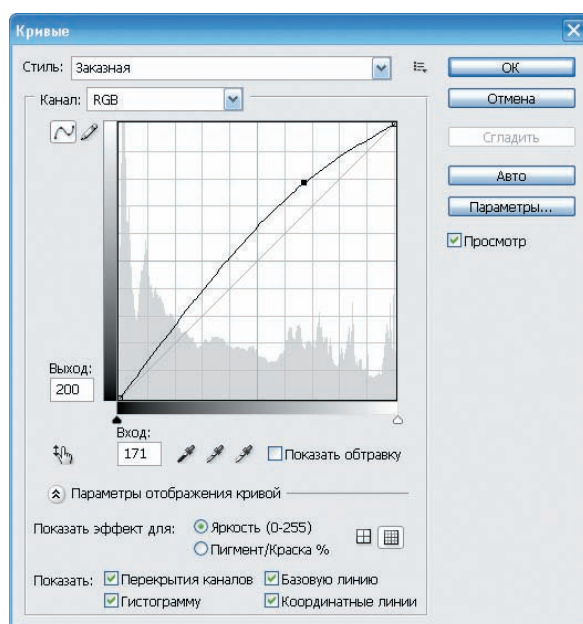 Кривые
Стиль: Заказная
Канал: RGB
ОК
Отмена
Сгладить
Авто
Параметры...
Просмотр
Выход:
200
Вход:
171
Показать обтравку
Параметры отображения кривой
Показать эффект для: Яркость (0-255)
Пигмент/Краска %
Показать: Перекрытия каналов Базовую линию
Гистограмму Координатные линии